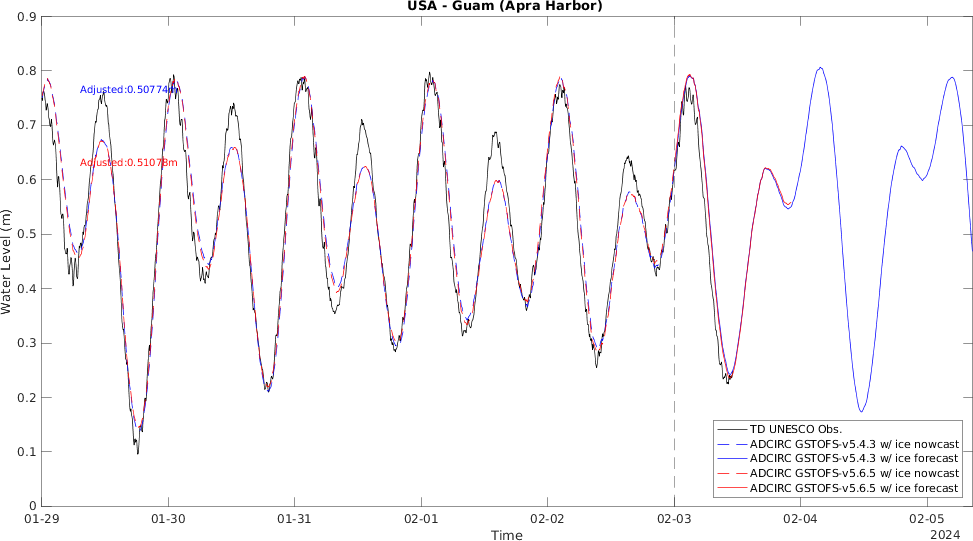 USA - Guam (Apra Harbor)
0.9
0.8
0.7
0.6
0.5
0.4
0.3
0.2
0.1
0
Water Level (m)
Adjusted:0.50774m
Adjusted:0.51078m
TD UNESCO Obs.
ADCIRC GSTOFS-v5.4.3 w/ ice nowcast
ADCIRC GSTOFS-v5.4.3 w/ ice forecast
ADCIRC GSTOFS-v5.6.5 w/ ice nowcast
ADCIRC GSTOFS-v5.6.5 w/ ice forecast
01-29 01-30 01-31 02-01 02-02 02-03 02-04 02-05
Time
2024